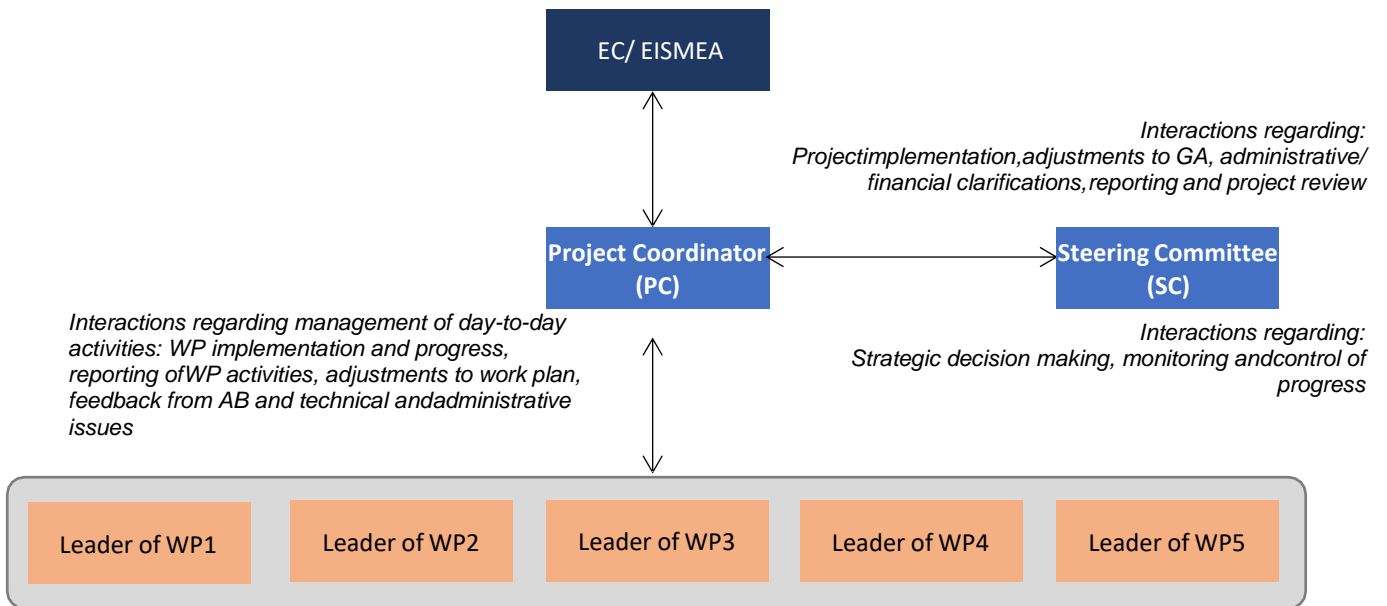 EC/ EISMEA
Interactions regarding:
Projectimplementation,adjustments to GA, administrative/
financial clarifications,reporting and project review
Project Coordinator
(PC)
Steering Committee
(SC)
Interactions regarding management of day-to-day
activities: WP implementation and progress,
reporting ofWP activities, adjustments to work plan,
feedback from AB and technical andadministrative
issues
Interactions regarding:
Strategic decision making, monitoring andcontrol of
progress
Leader of WP1
Leader of WP2
Leader of WP3
Leader of WP4
Leader of WP5